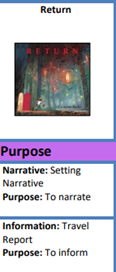 Return
RETURN
Purpose
Narrative: Setting
Narrative
Purpose: To narrate
Information: Travel
Report
Purpose: To inform